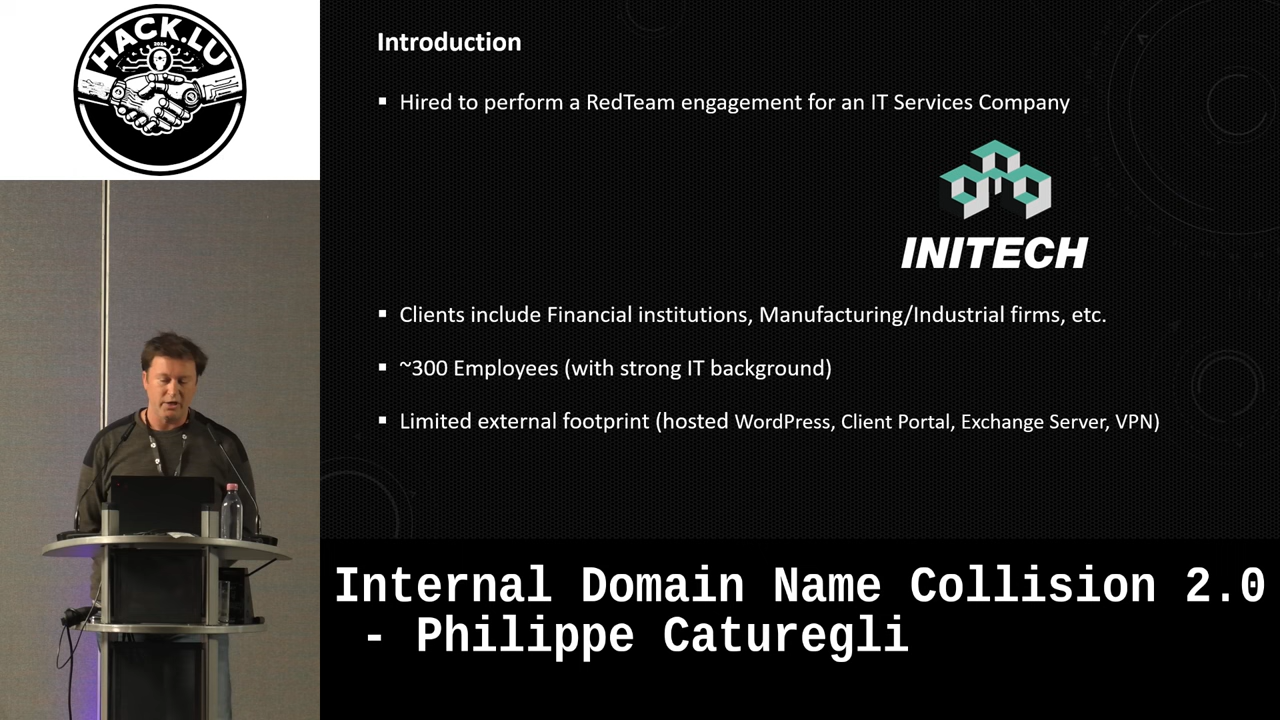 HACK.LU
2024
Introduction
▪ Hired to perform a RedTeam engagement for an IT Services Company
INITECH
▪ Clients include Financial institutions, Manufacturing/Industrial firms, etc.
▪ ~300 Employees (with strong IT background)
▪ Limited external footprint (hosted WordPress, Client Portal, Exchange Server, VPN)
Internal Domain Name Collision 2.0
- Philippe Caturegli